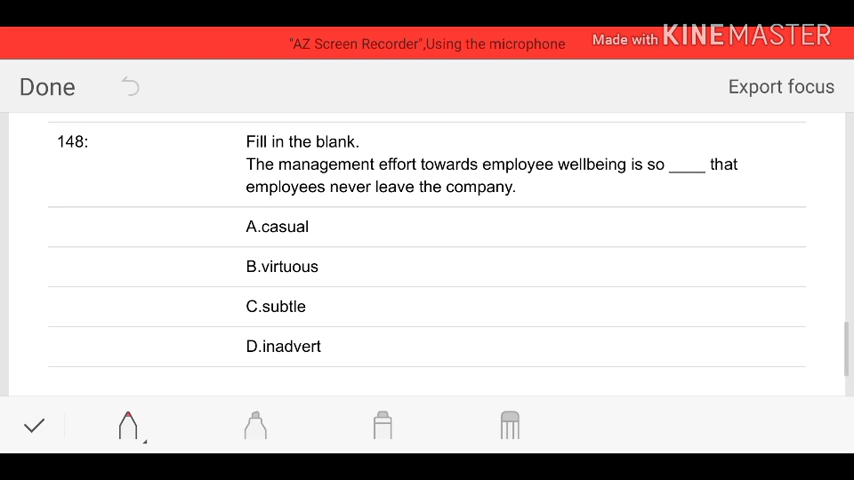 "AZ Screen Recorder",Using the microphone
Made with KINEMASTER
Done
Export focus
148:
Fill in the blank.
The management effort towards employee wellbeing is so ____ that
employees never leave the company.
A.casual
B.virtuous
C.subtle
D.inadvert